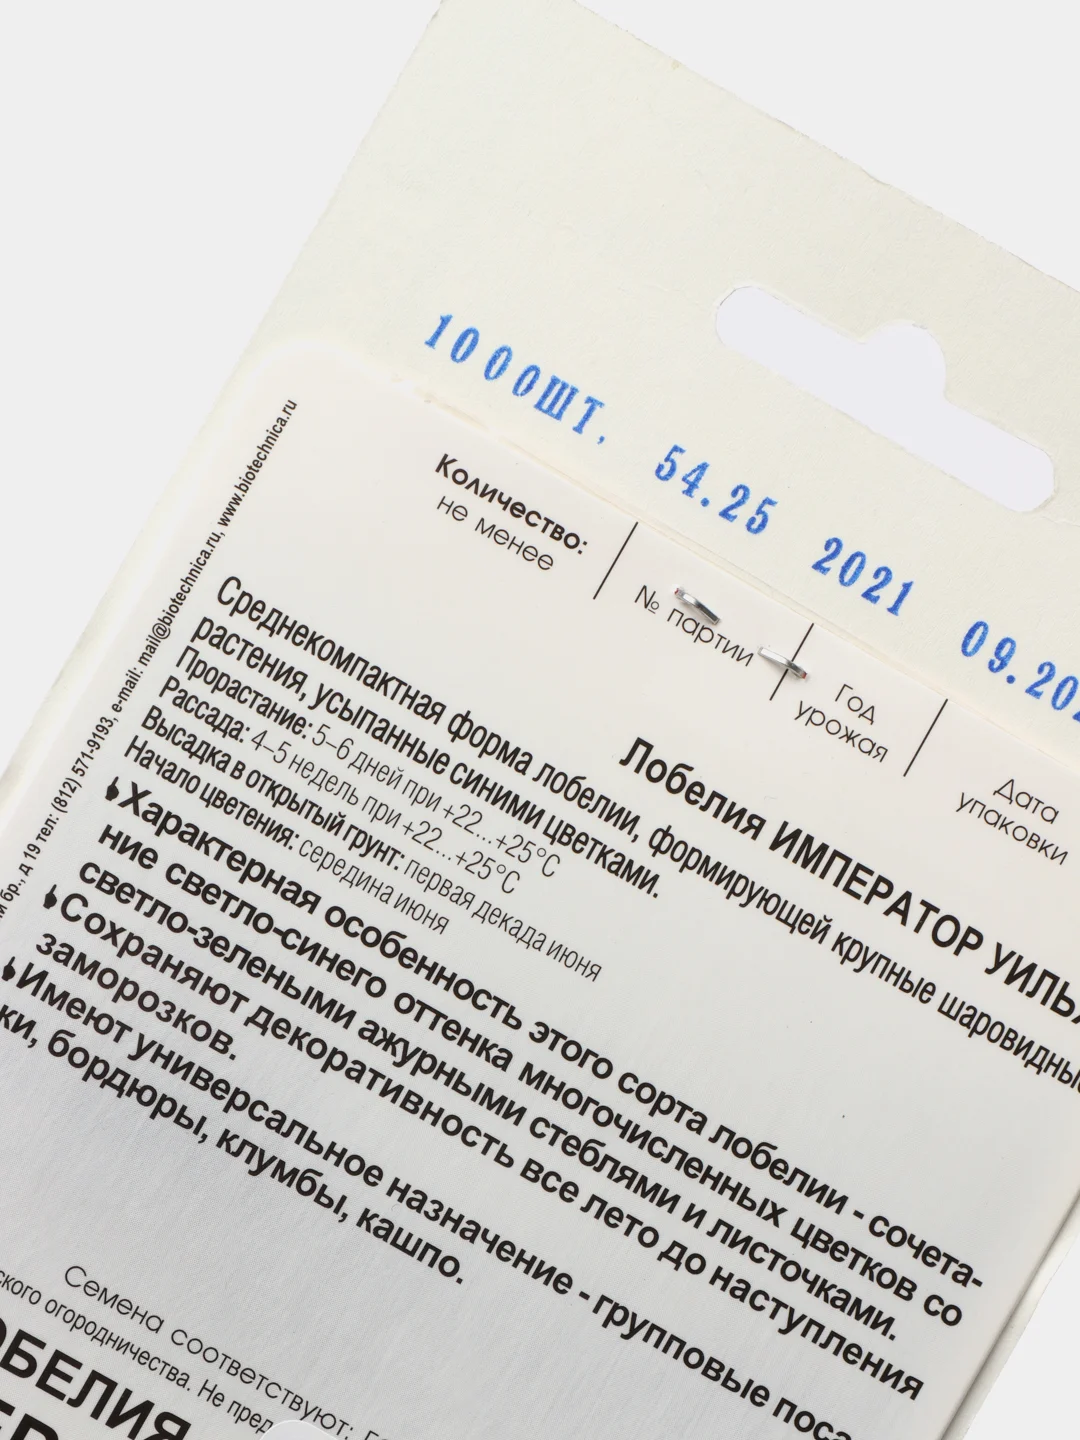 1000ШТ. 54.25 2021 09.202
Количество:
не менее
№ партии
Год
урожая
Дата
упаковки
Лобелия ИМПЕРАТОР УИЛЬЯ
Среднекомпактная форма лобелии, формирующей крупные шаровидные
растения, усыпанные синими цветками.
Прорастание: 5–6 дней при +22...+25°С
Рассада: 4–5 недель при +22...+25°С
Высадка в открытый грунт: первая декада июня
Начало цветения: середина июня
Характерная особенность этого сорта лобелии - сочета-
ние светло-синего оттенка многочисленных цветков со
светло-зелеными ажурными стеблями и листочками.
Сохраняют декоративность все лето до наступления
заморозков.
Имеют универсальное назначение - групповые поса
ки, бордюры, клумбы, кашпо.
бр., д 19 тел: (812) 571-9193, e-mail: mail@biotechnica.ru, www.biotechnica.ru
Семена соответствуют:
ского огородничества. Не пред
ОБЕЛИЯ